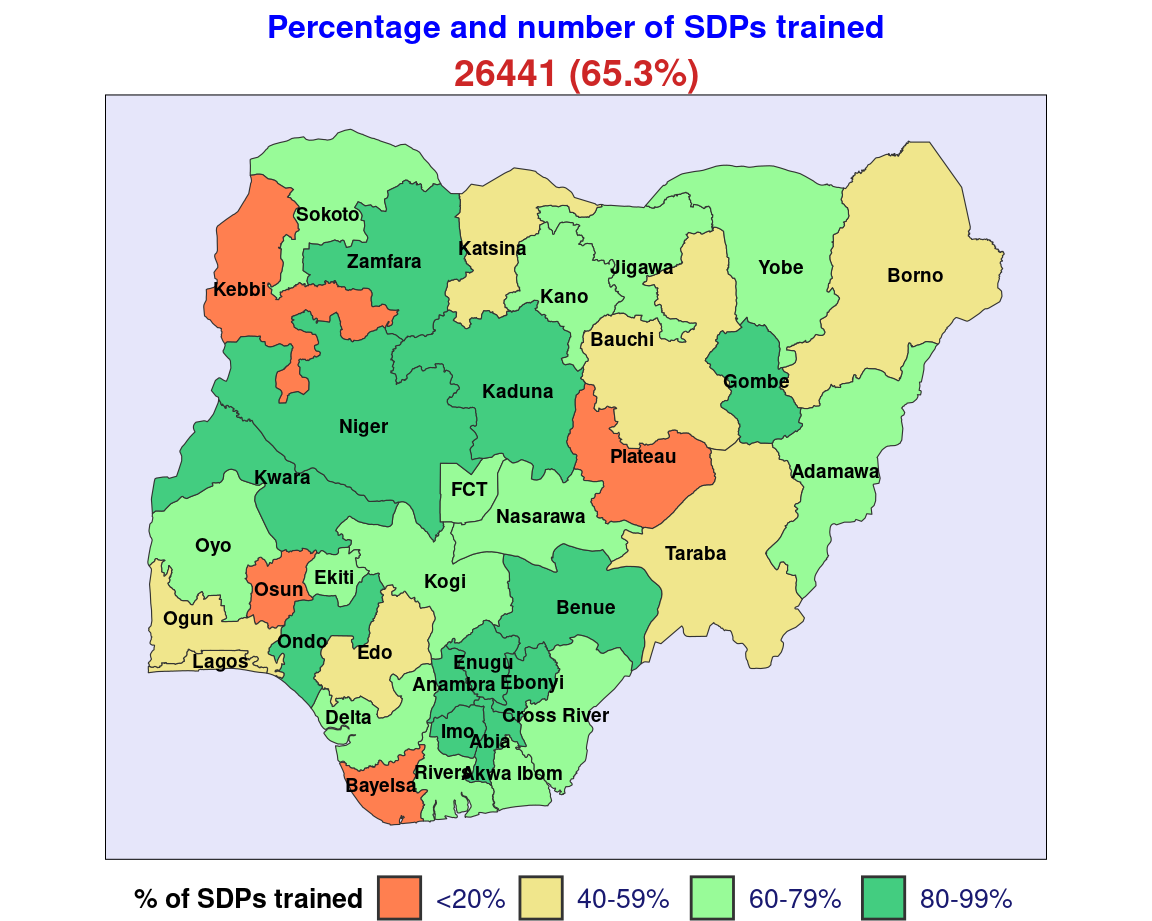 Percentage and number of SDPs trained
26441 (65.3%)
Sokoto
Katsina
Zamfara
Jigawa
Yobe
Borno
Kebbi
Kano
Bauchi
Gombe
Kaduna
Niger
Plateau
Adamawa
Kwara
FCT
Nasarawa
Oyo
Taraba
Ekiti
Kogi
Osun
Benue
Ogun
Ondo
Edo
Lagos
Enugu
Anambra
Ebonyi
Delta
Cross River
Imo
Abia
Rivers
Akwa Ibom
Bayelsa
% of SDPs trained <20% 40-59% 60-79% 80-99%